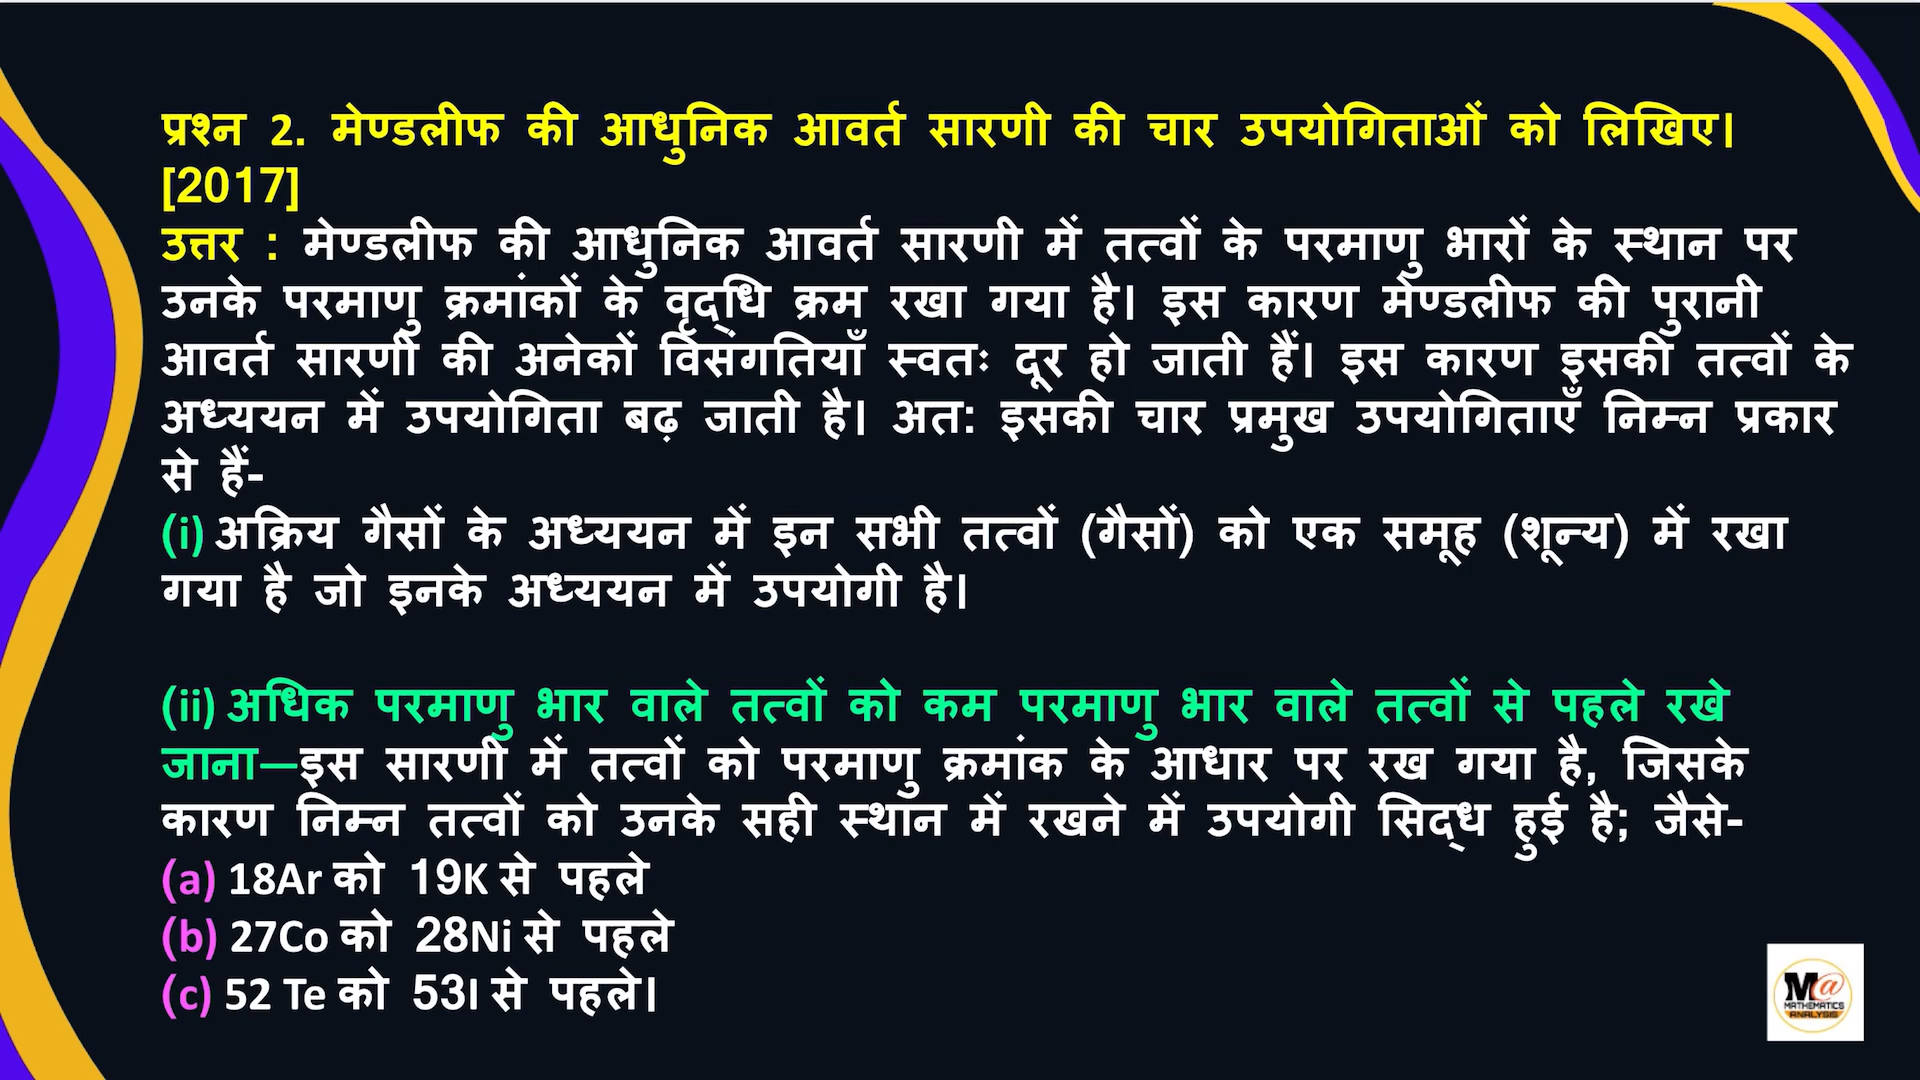 प्रश्न 2. मेण्डलीफ की आधुनिक आवर्त सारणी की चार उपयोगिताओं को लिखिए।
[2017]
उत्तर : मेण्डलीफ की आधुनिक आवर्त सारणी में तत्वों के परमाणु भारों के स्थान पर
उनके परमाणु क्रमांकों के वृद्धि क्रम रखा गया है। इस कारण मेण्डलीफ की पुरानी
आवर्त सारणी की अनेकों विसंगतियाँ स्वतः दूर हो जाती हैं। इस कारण इसकी तत्वों के
अध्ययन में उपयोगिता बढ़ जाती है। अत: इसकी चार प्रमुख उपयोगिताएँ निम्न प्रकार
से हैं-
(i) अक्रिय गैसों के अध्ययन में इन सभी तत्वों (गैसों) को एक समूह (शून्य) में रखा
गया है जो इनके अध्ययन में उपयोगी है।
(ii) अधिक परमाणु भार वाले तत्वों को कम परमाणु भार वाले तत्वों से पहले रखे
जाना—इस सारणी में तत्वों को परमाणु क्रमांक के आधार पर रख गया है, जिसके
कारण निम्न तत्वों को उनके सही स्थान में रखने में उपयोगी सिद्ध हुई है; जैसे-
(a) 18Ar को 19K से पहले
(b) 27Co को 28Ni से पहले
(c) 52 Te को 53I से पहले।
M@
MATHEMATICS
ANALYSIS